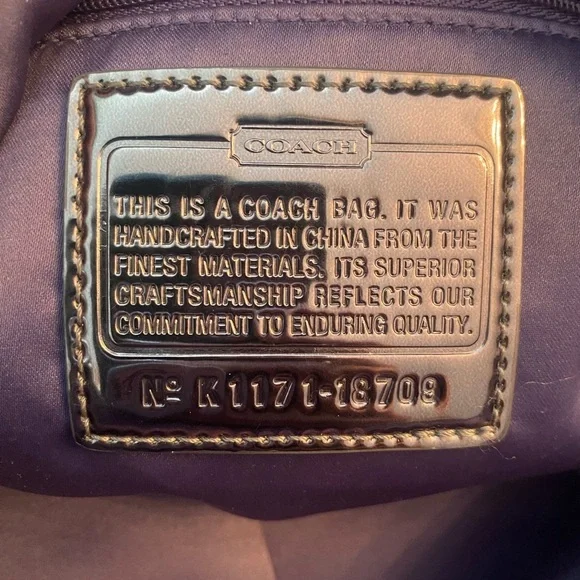 COACH
THIS IS A COACH BAG. IT WAS
HANDCRAFTED IN CHINA FROM THE
FINEST MATERIALS. ITS SUPERIOR
CRAFTSMANSHIP REFLECTS OUR
COMMITMENT TO ENDURING QUALITY.
Nº K1171-18709